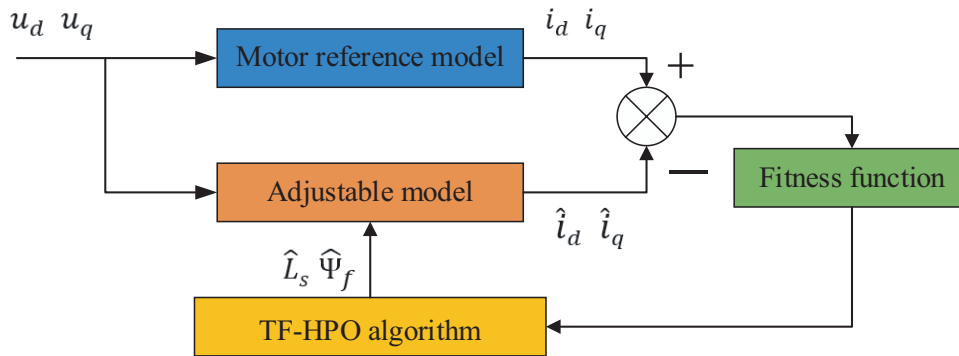 u_d u_q
i_d i_q
Motor reference model
+
Adjustable model
−
Fitness function
î_d î_q
L̂_s Ψ̂_f
TF-HPO algorithm